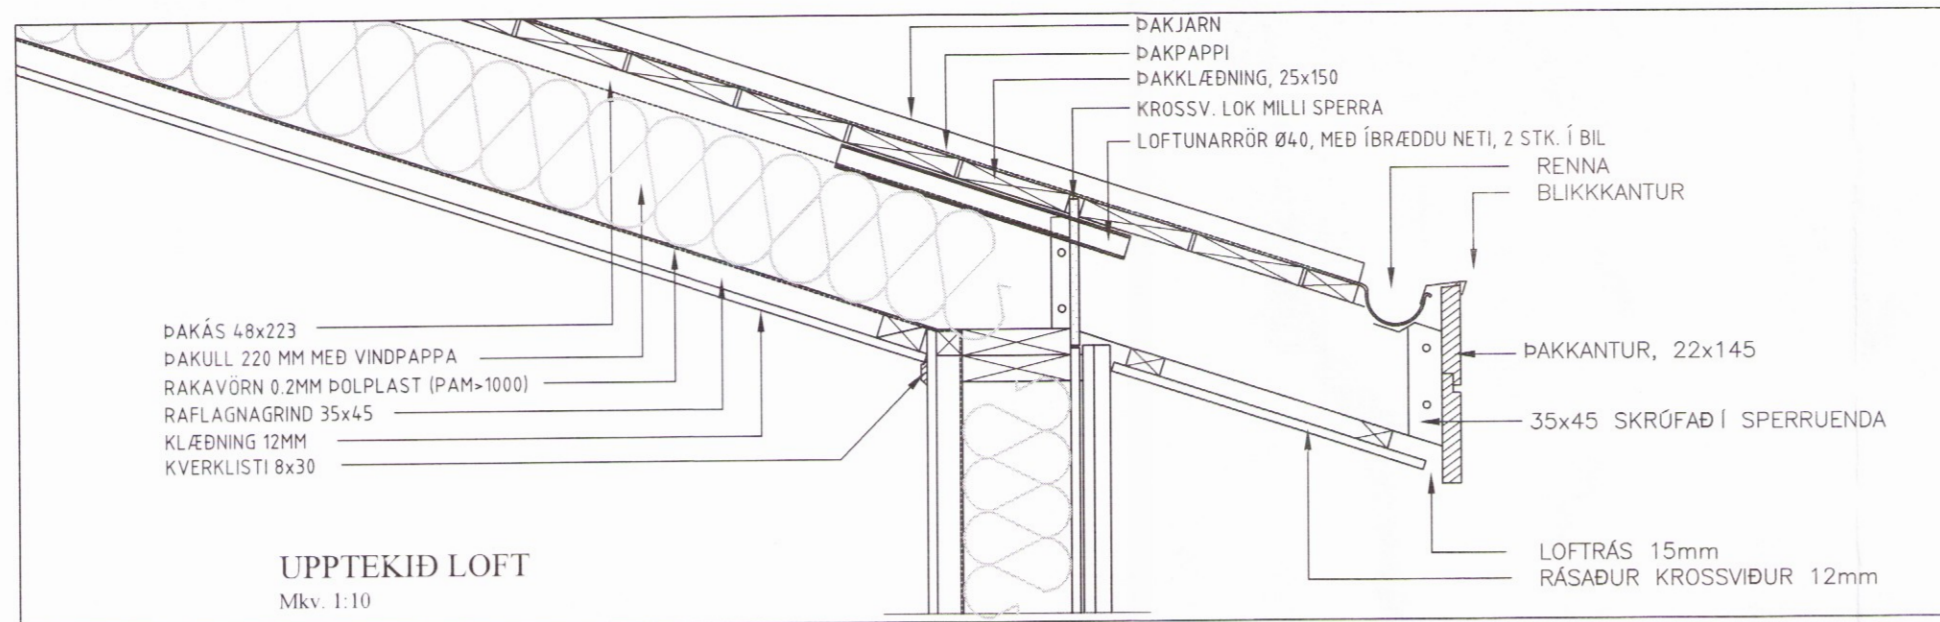 ÞAKJARN
ÞAKPAPPI
ÞAKKLÆÐNING, 25x150
KROSSV. LOK MILLI SPERRA
LOFTUNARRÖR Ø40, MEÐ ÍBRÆDDU NETI, 2 STK. Í BIL
RENNA
BLIKKKANTUR
ÞAKÁS 48x223
ÞAKULL 220 MM MEÐ VINDPAPPA
RAKAVÖRN 0.2MM ÞOLPLAST (PAM>1000)
RAFLAGNAGRIND 35x45
KLÆÐNING 12MM
KVERKLISTI 8x30
ÞAKKANTUR, 22x145
35x45 SKRÚFAÐ Í SPERRUENDA
LOFTRÁS 15mm
RÁSAÐUR KROSSVIÐUR 12mm
UPPTEKIÐ LOFT
Mkv. 1:10